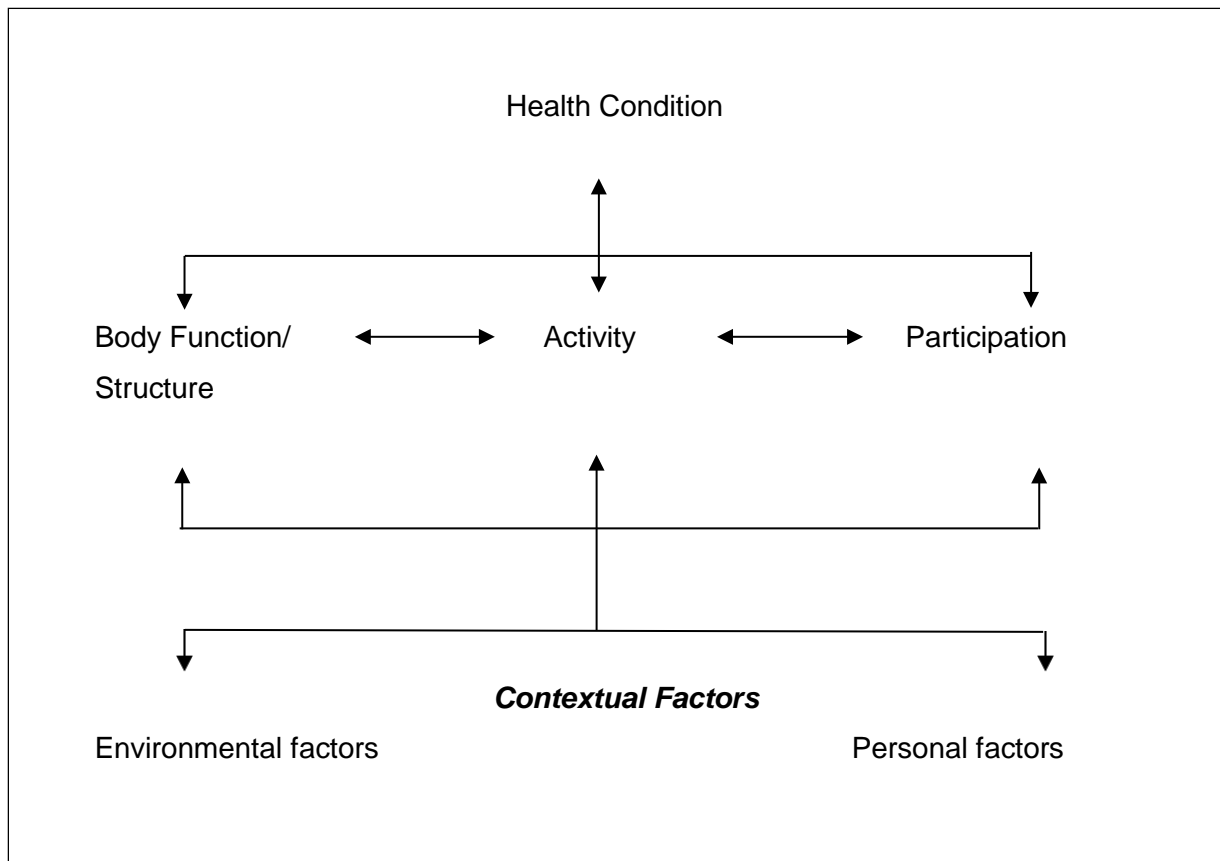 Health Condition
Body Function/ Activity Participation
Structure
Contextual Factors
Environmental factors Personal factors